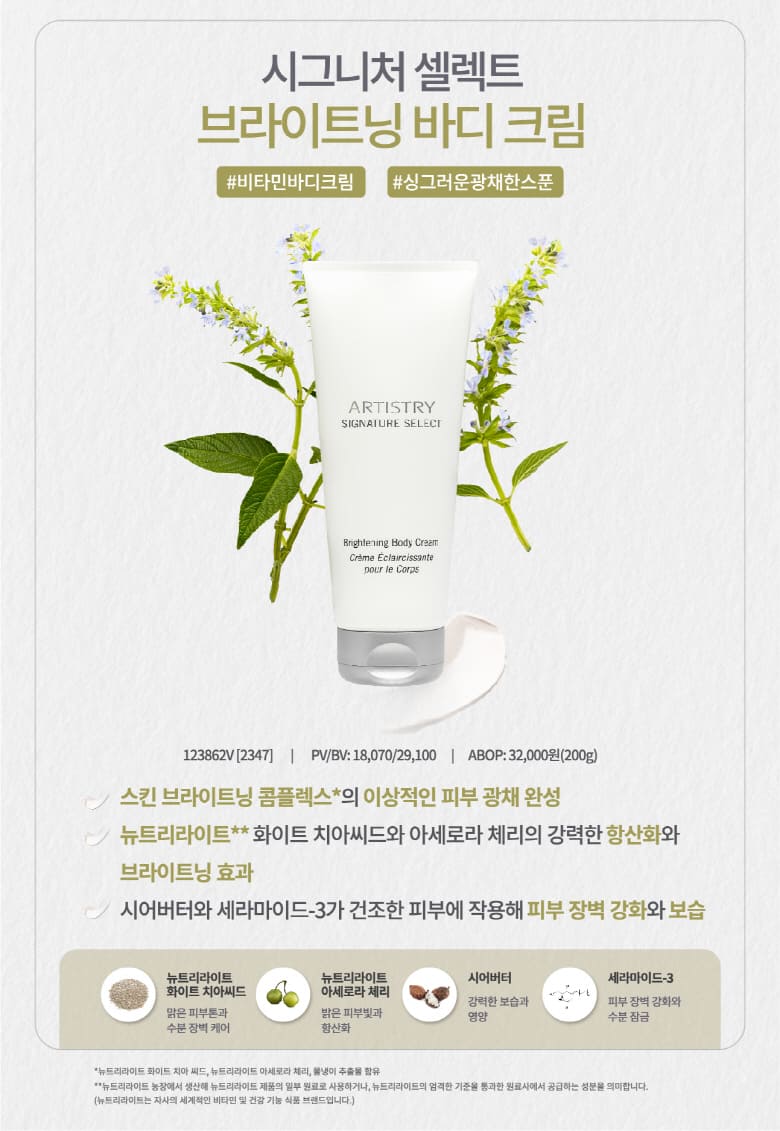 시그니처 셀렉트
브라이트닝 바디 크림
#비타민바디크림 #싱그러운광채한스푼
ARTISTRY
SIGNATURE SELECT
Brightening Body Cream
Crème Éclaircissante
pour le Corps
123862V [2347] | PV/BV: 18,070/29,100 | ABOP: 32,000원(200g)
스킨 브라이트닝 콤플렉스*의 이상적인 피부 광채 완성
뉴트리라이트** 화이트 치아씨드와 아세로라 체리의 강력한 항산화와
브라이트닝 효과
시어버터와 세라마이드-3가 건조한 피부에 작용해 피부 장벽 강화와 보습
뉴트리라이트
화이트 치아씨드
맑은 피부톤과
수분 장벽 케어
뉴트리라이트
아세로라 체리
밝은 피부빛과
항산화
시어버터
강력한 보습과
영양
세라마이드-3
피부 장벽 강화와
수분 잠금
*뉴트리라이트 화이트 치아 씨드, 뉴트리라이트 아세로라 체리, 물냉이 추출물 함유
**뉴트리라이트 농장에서 생산해 뉴트리라이트 제품의 일부 원료로 사용하거나, 뉴트리라이트의 엄격한 기준을 통과한 원료사에서 공급하는 성분을 의미합니다.
(뉴트리라이트는 자사의 세계적인 비타민 및 건강 기능 식품 브랜드입니다.)